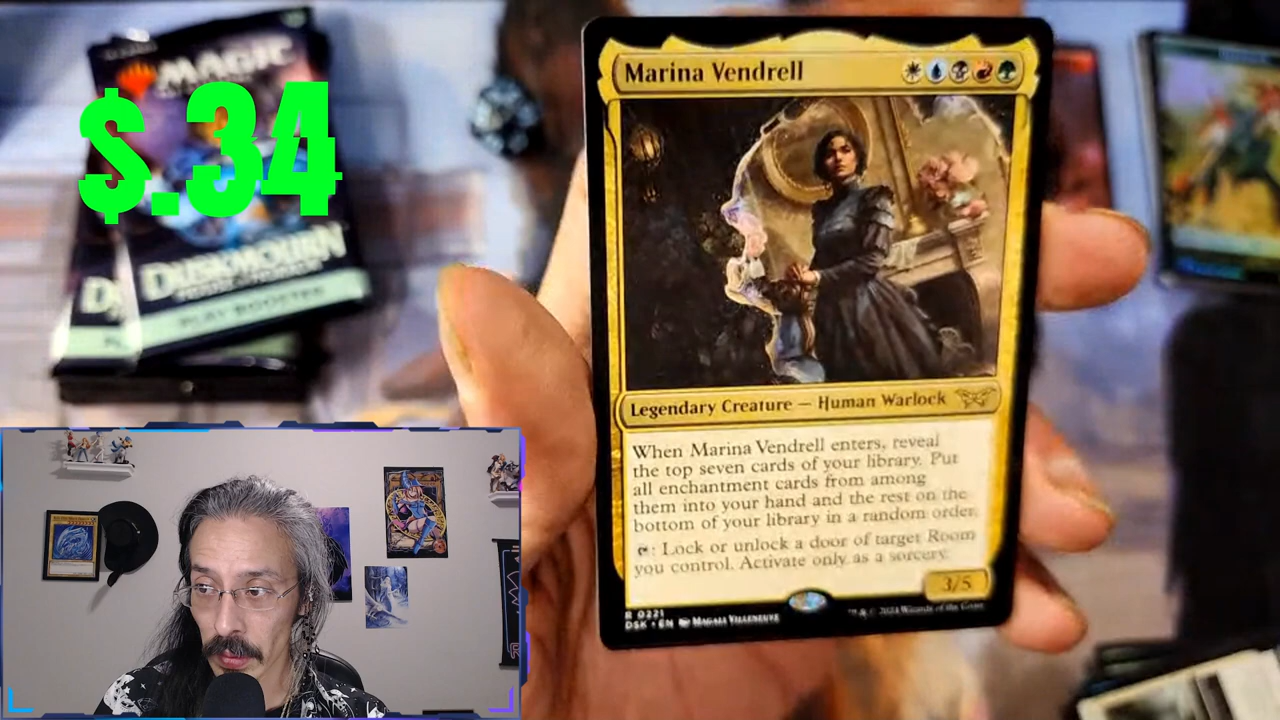 $.34
MAGIC
DUSKMOURN
PLAY BOOSTER
D
Marina Vendrell
Legendary Creature — Human Warlock
When Marina Vendrell enters, reveal
the top seven cards of your library. Put
all enchantment cards from among
them into your hand and the rest on the
bottom of your library in a random order.
: Lock or unlock a door of target Room
you control. Activate only as a sorcery.
3/5
R 0221
DSK • EN Magali Villeneuve
™ & © 2024 Wizards of the Coast